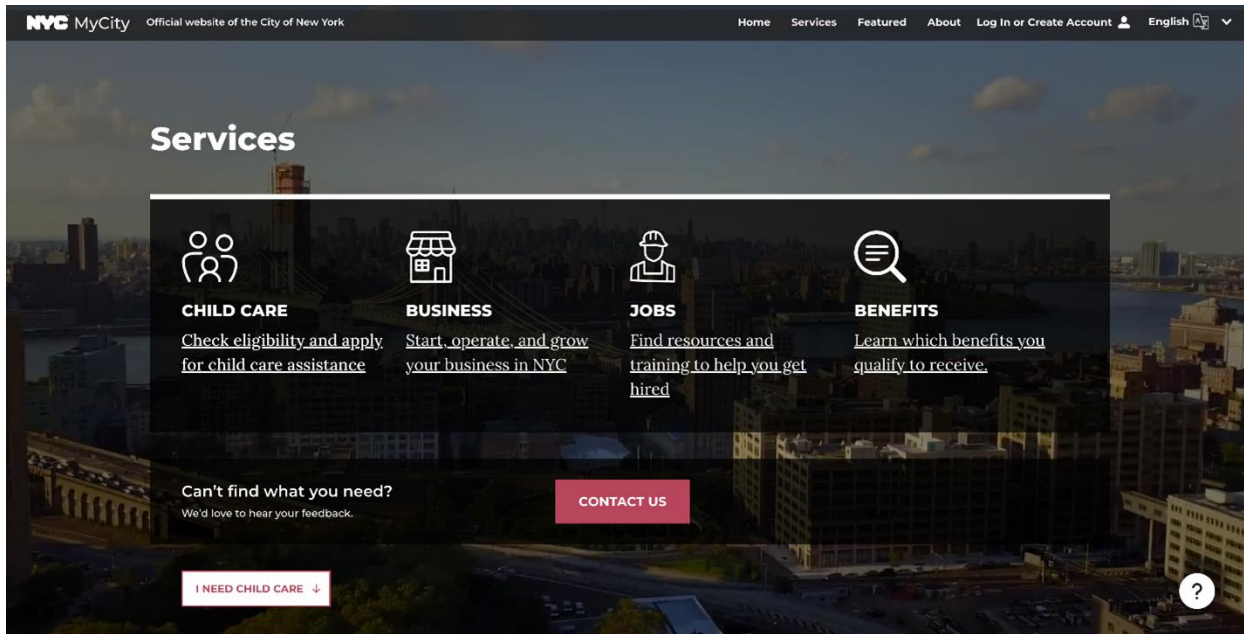 NYC MyCity Official website of the City of New York Home Services Featured About Log In or Create Account English
Services
CHILD CARE
Check eligibility and apply
for child care assistance
BUSINESS
Start, operate, and grow
your business in NYC
JOBS
Find resources and
training to help you get
hired
BENEFITS
Learn which benefits you
qualify to receive.
Can't find what you need?
We'd love to hear your feedback.
CONTACT US
I NEED CHILD CARE ↓
?